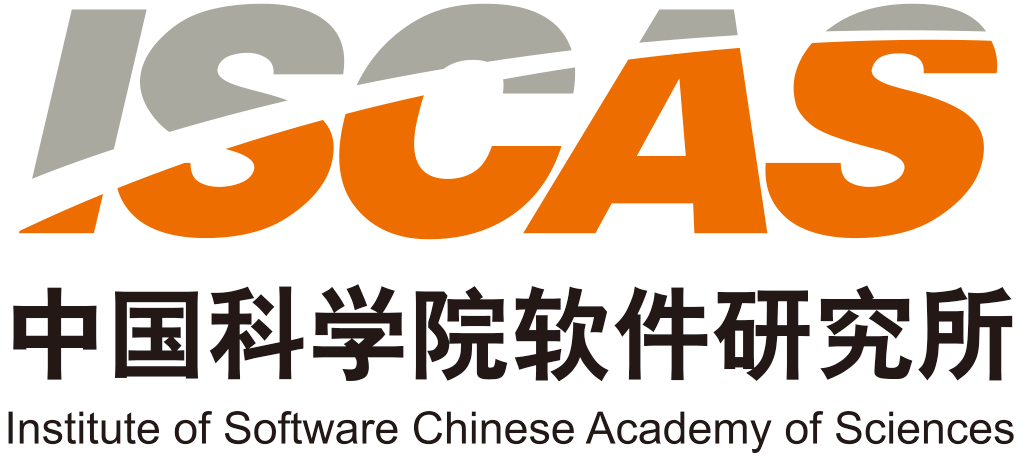 ISCAS
中国科学院软件研究所
Institute of Software Chinese Academy of Sciences